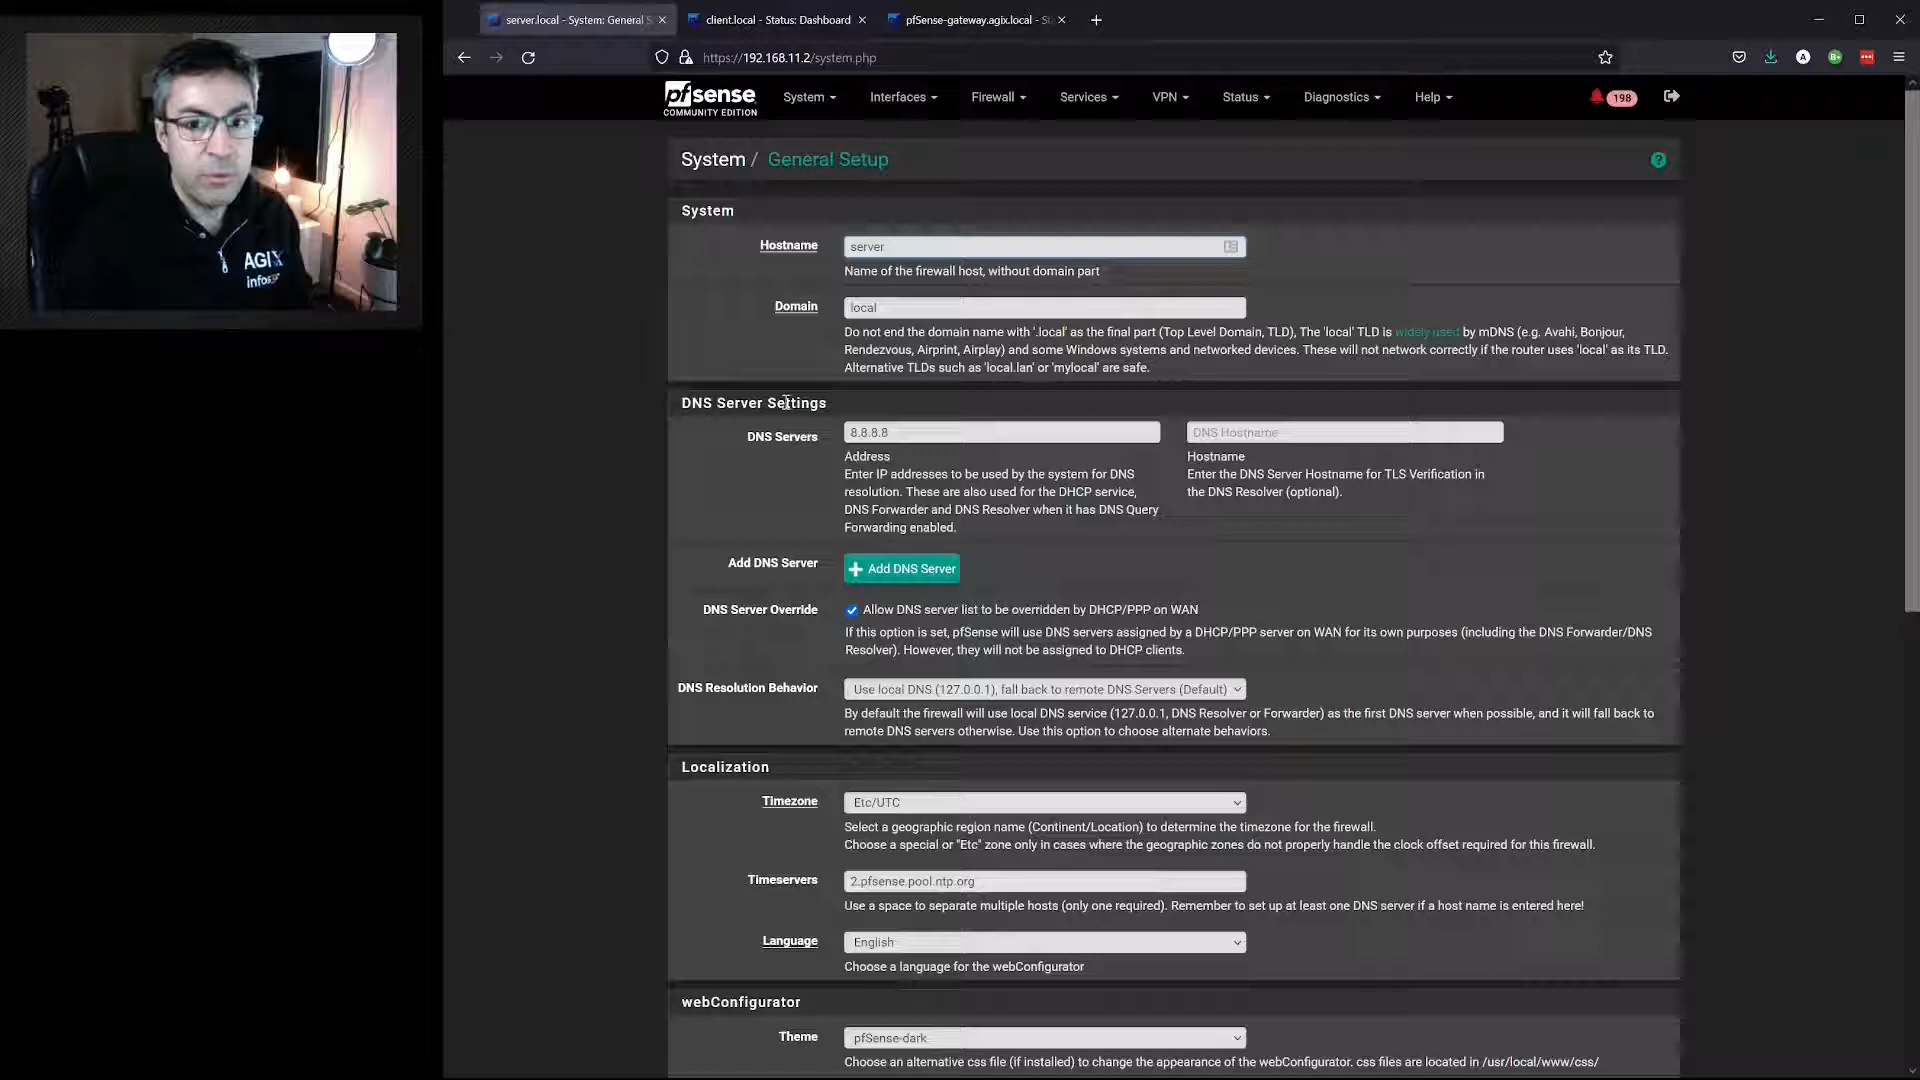 server.local - System: General S
client.local - Status: Dashboard
pfSense-gateway.agix.local - St
https://192.168.11.2/system.php
AGIX
infosec
pfsense
COMMUNITY EDITION
System
Interfaces
Firewall
Services
VPN
Status
Diagnostics
Help
198
System / General Setup
System
Hostname
server
Name of the firewall host, without domain part
Domain
local
Do not end the domain name with '.local' as the final part (Top Level Domain, TLD), The 'local' TLD is widely used by mDNS (e.g. Avahi, Bonjour,
Rendezvous, Airprint, Airplay) and some Windows systems and networked devices. These will not network correctly if the router uses 'local' as its TLD.
Alternative TLDs such as 'local.lan' or 'mylocal' are safe.
DNS Server Settings
DNS Servers
8.8.8.8
DNS Hostname
Address
Enter IP addresses to be used by the system for DNS
resolution. These are also used for the DHCP service,
DNS Forwarder and DNS Resolver when it has DNS Query
Forwarding enabled.
Hostname
Enter the DNS Server Hostname for TLS Verification in
the DNS Resolver (optional).
Add DNS Server
Add DNS Server
DNS Server Override
Allow DNS server list to be overridden by DHCP/PPP on WAN
If this option is set, pfSense will use DNS servers assigned by a DHCP/PPP server on WAN for its own purposes (including the DNS Forwarder/DNS
Resolver). However, they will not be assigned to DHCP clients.
DNS Resolution Behavior
Use local DNS (127.0.0.1), fall back to remote DNS Servers (Default)
By default the firewall will use local DNS service (127.0.0.1, DNS Resolver or Forwarder) as the first DNS server when possible, and it will fall back to
remote DNS servers otherwise. Use this option to choose alternate behaviors.
Localization
Timezone
Etc/UTC
Select a geographic region name (Continent/Location) to determine the timezone for the firewall.
Choose a special or "Etc" zone only in cases where the geographic zones do not properly handle the clock offset required for this firewall.
Timeservers
2.pfsense.pool.ntp.org
Use a space to separate multiple hosts (only one required). Remember to set up at least one DNS server if a host name is entered here!
Language
English
Choose a language for the webConfigurator
webConfigurator
Theme
pfSense-dark
Choose an alternative css file (if installed) to change the appearance of the webConfigurator. css files are located in /usr/local/www/css/